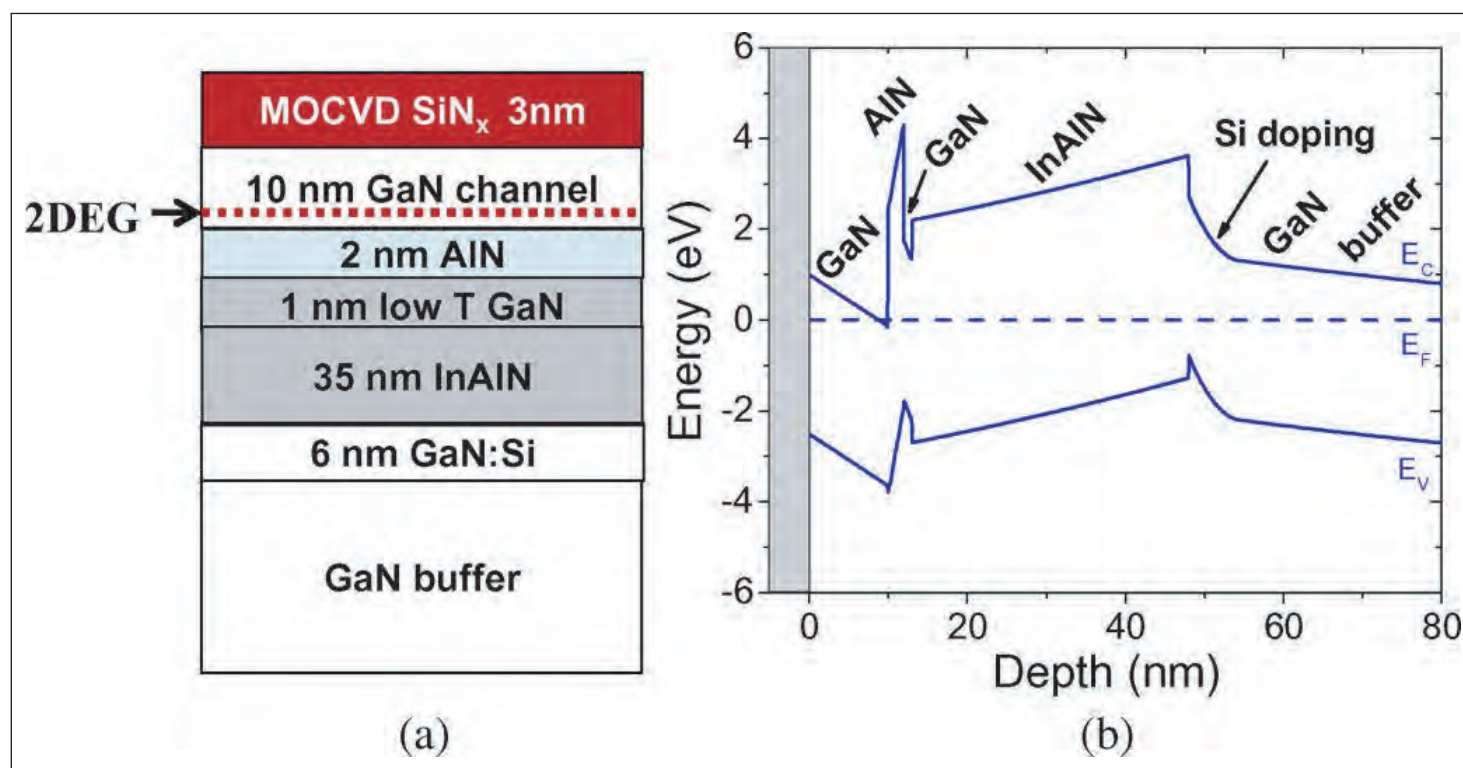 MOCVD SiNx 3nm
10 nm GaN channel
2DEG
2 nm AlN
1 nm low T GaN
35 nm InAlN
6 nm GaN:Si
GaN buffer
(a)
6
4
2
0
-2
-4
-6
Energy (eV)
GaN
AlN
GaN
InAlN
Si doping
GaN buffer
EC
EF
EV
0
20
40
60
80
Depth (nm)
(b)